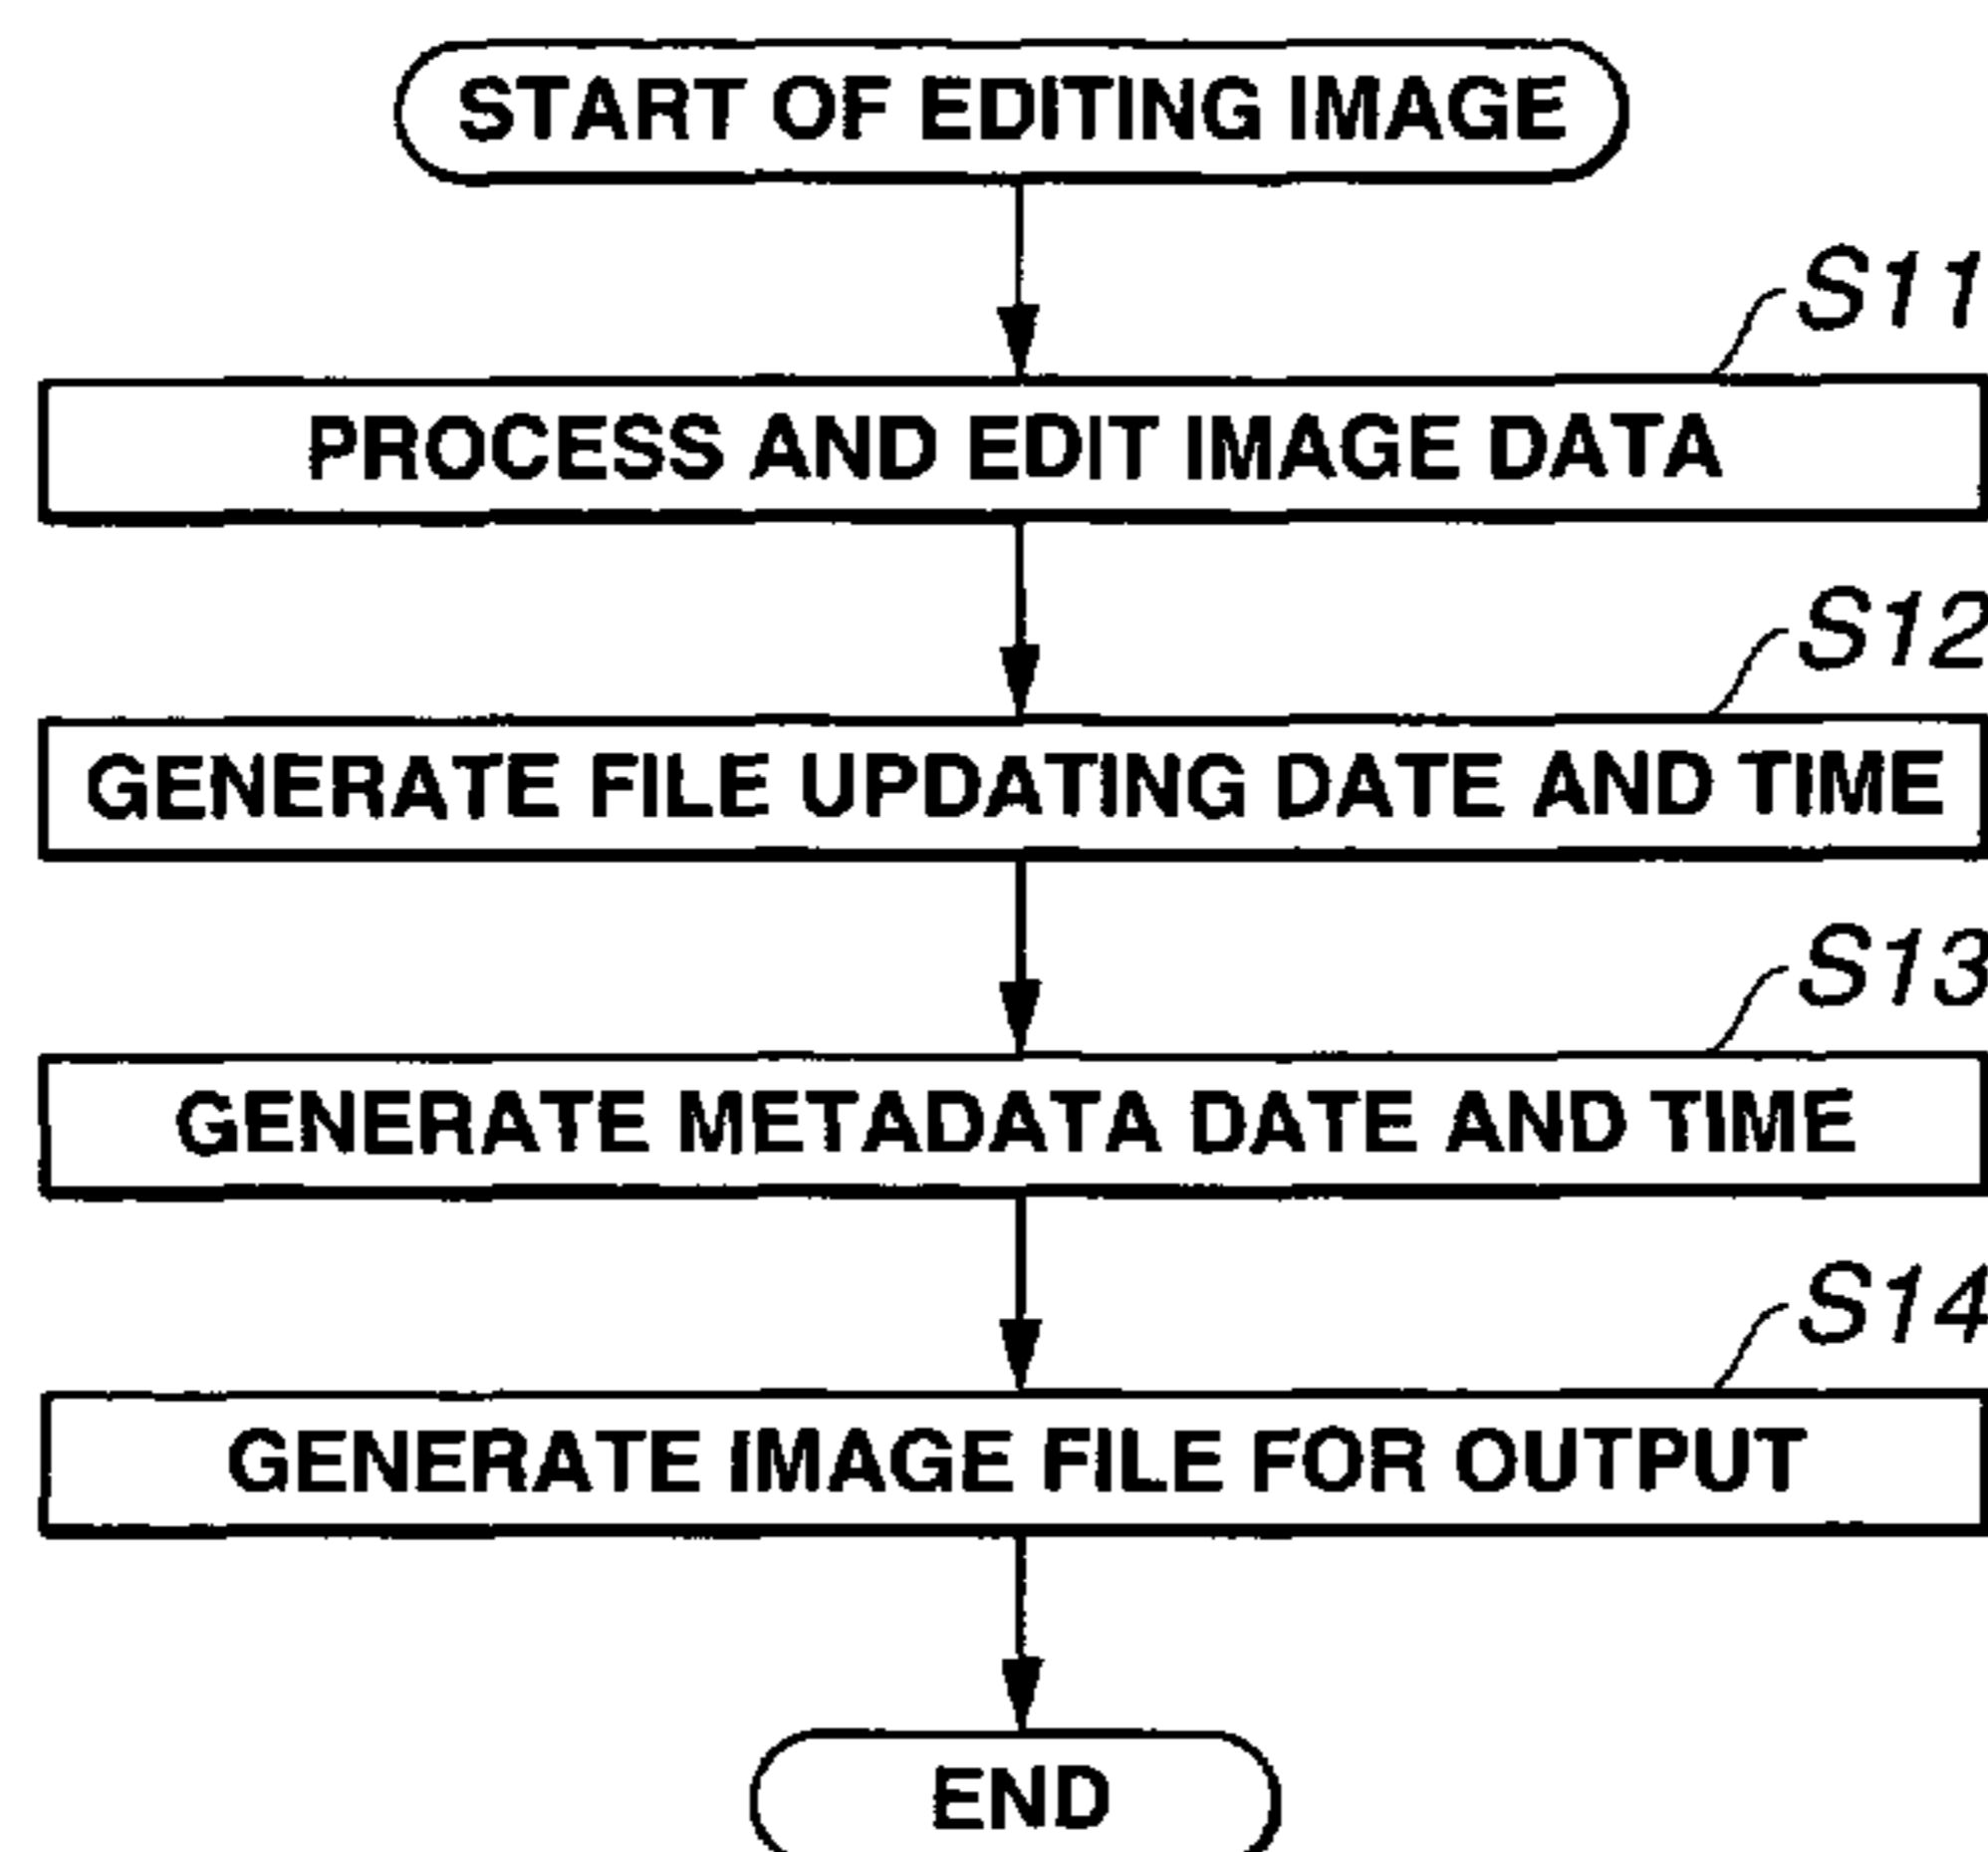 START OF EDITING IMAGE
S11
PROCESS AND EDIT IMAGE DATA
S12
GENERATE FILE UPDATING DATE AND TIME
S13
GENERATE METADATA DATE AND TIME
S14
GENERATE IMAGE FILE FOR OUTPUT
END